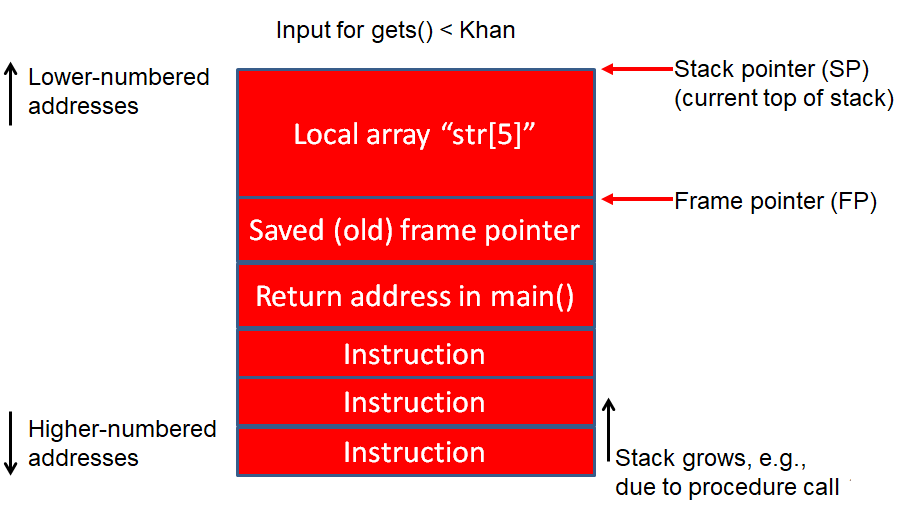 Input for gets() < Khan
Lower-numbered
addresses
Stack pointer (SP)
(current top of stack)
Local array “str[5]”
Frame pointer (FP)
Saved (old) frame pointer
Return address in main()
Instruction
Instruction
Instruction
Higher-numbered
addresses
Stack grows, e.g.,
due to procedure call